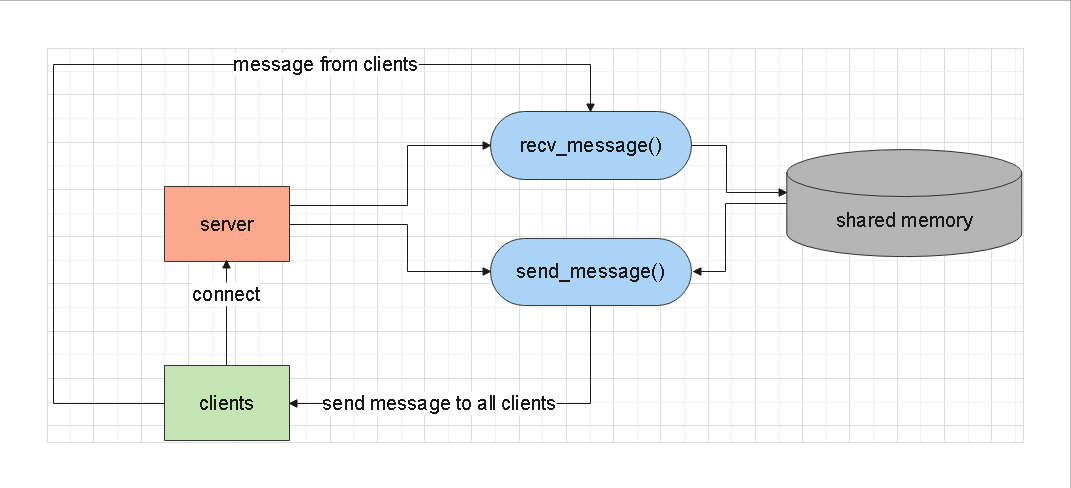 message from clients
recv_message()
server
shared memory
send_message()
connect
clients
send message to all clients